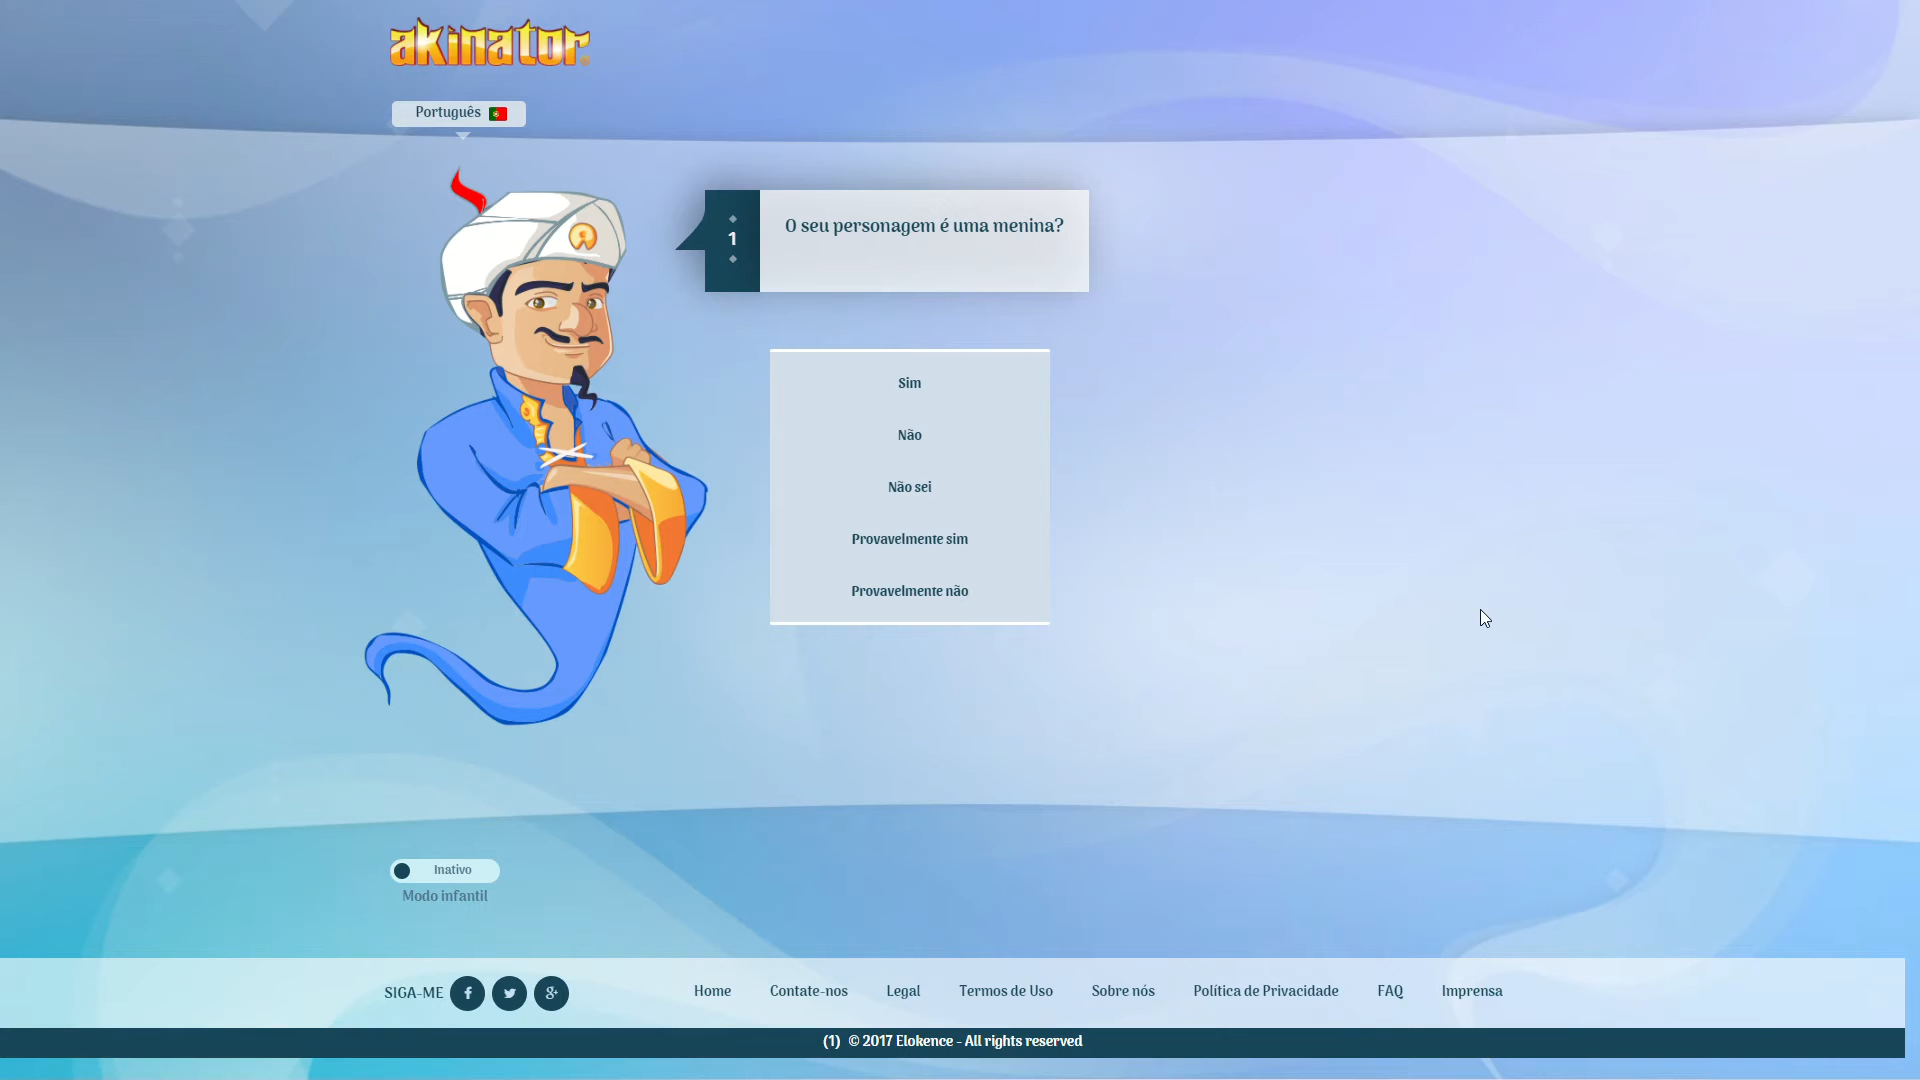 akinator
Português
1
O seu personagem é uma menina?
Sim
Não
Não sei
Provavelmente sim
Provavelmente não
Inativo
Modo infantil
SIGA-ME
Home
Contate-nos
Legal
Termos de Uso
Sobre nós
Política de Privacidade
FAQ
Imprensa
(1) © 2017 Elokence - All rights reserved